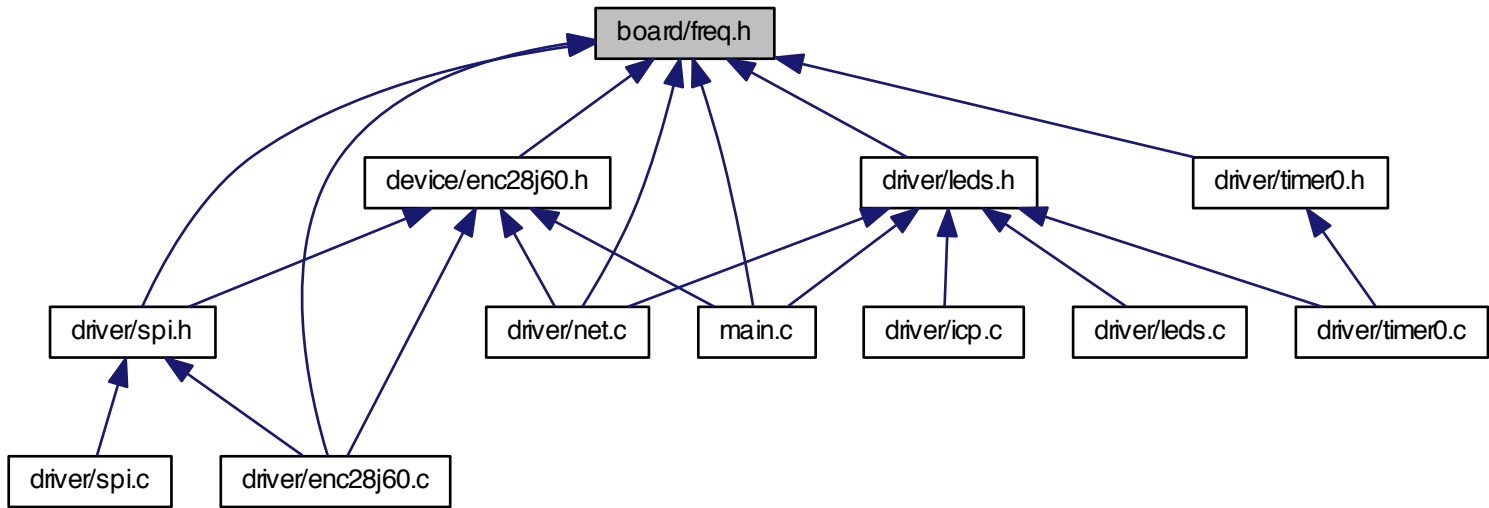 board/freq.h
device/enc28j60.h
driver/leds.h
driver/timer0.h
driver/spi.h
driver/net.c
main.c
driver/icp.c
driver/leds.c
driver/timer0.c
driver/spi.c
driver/enc28j60.c